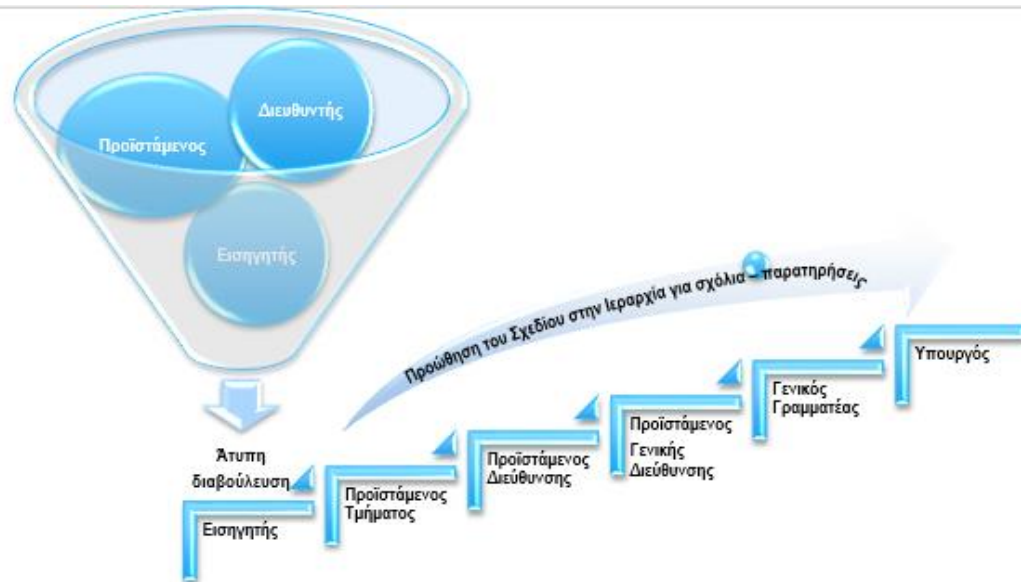 Διευθυντής
Προϊστάμενος
Εισηγητής
Προώθηση του Σχεδίου στην Ιεραρχία για σχόλια – παρατηρήσεις
Άτυπη
διαβούλευση
Εισηγητής
Προϊστάμενος
Τμήματος
Προϊστάμενος
Διεύθυνσης
Προϊστάμενος
Γενικής
Διεύθυνσης
Γενικός
Γραμματέας
Υπουργός